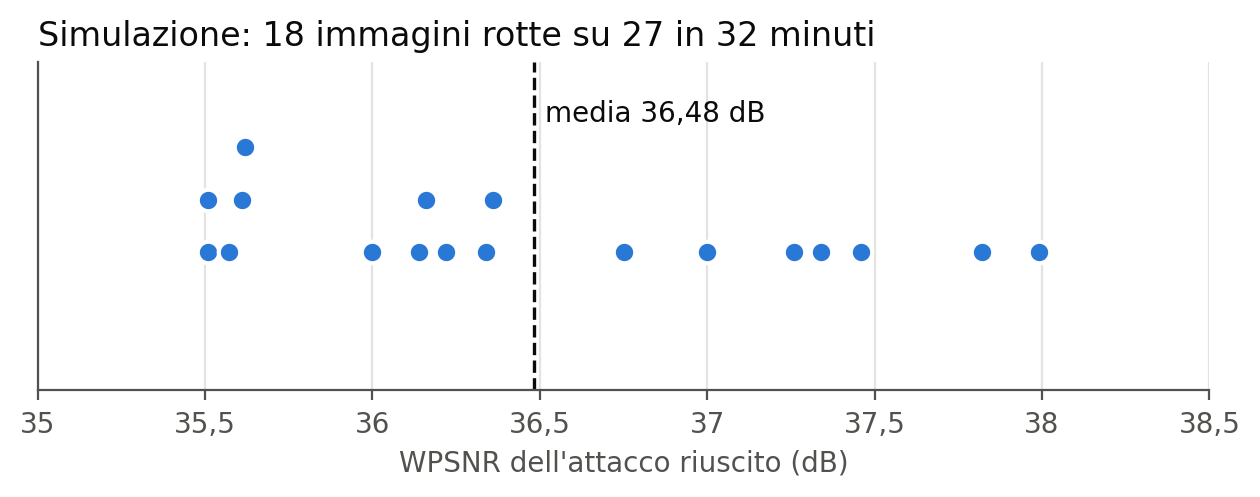 Simulazione: 18 immagini rotte su 27 in 32 minuti
media 36,48 dB
35 35,5 36 36,5 37 37,5 38 38,5
WPSNR dell'attacco riuscito (dB)